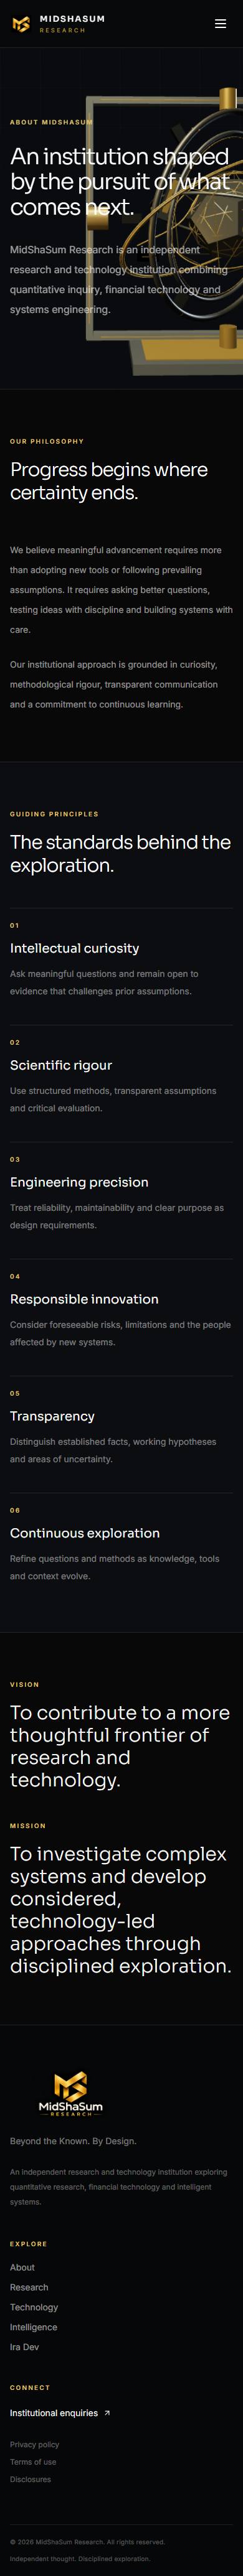 MIDSHASUM
RESEARCH
ABOUT MIDSHASUM
An institution shaped
by the pursuit of what
comes next.
MidShaSum Research is an independent
research and technology institution combining
quantitative inquiry, financial technology and
systems engineering.
OUR PHILOSOPHY
Progress begins where
certainty ends.
We believe meaningful advancement requires more
than adopting new tools or following prevailing
assumptions. It requires asking better questions,
testing ideas with discipline and building systems with
care.
Our institutional approach is grounded in curiosity,
methodological rigour, transparent communication
and a commitment to continuous learning.
GUIDING PRINCIPLES
The standards behind the
exploration.
01
Intellectual curiosity
Ask meaningful questions and remain open to
evidence that challenges prior assumptions.
02
Scientific rigour
Use structured methods, transparent assumptions
and critical evaluation.
03
Engineering precision
Treat reliability, maintainability and clear purpose as
design requirements.
04
Responsible innovation
Consider foreseeable risks, limitations and the people
affected by new systems.
05
Transparency
Distinguish established facts, working hypotheses
and areas of uncertainty.
06
Continuous exploration
Refine questions and methods as knowledge, tools
and context evolve.
VISION
To contribute to a more
thoughtful frontier of
research and
technology.
MISSION
To investigate complex
systems and develop
considered,
technology-led
approaches through
disciplined exploration.
MidShaSum
RESEARCH
Beyond the Known. By Design.
An independent research and technology institution exploring
quantitative research, financial technology and intelligent
systems.
EXPLORE
About
Research
Technology
Intelligence
Ira Dev
CONNECT
Institutional enquiries
Privacy policy
Terms of use
Disclosures
© 2026 MidShaSum Research. All rights reserved.
Independent thought. Disciplined exploration.